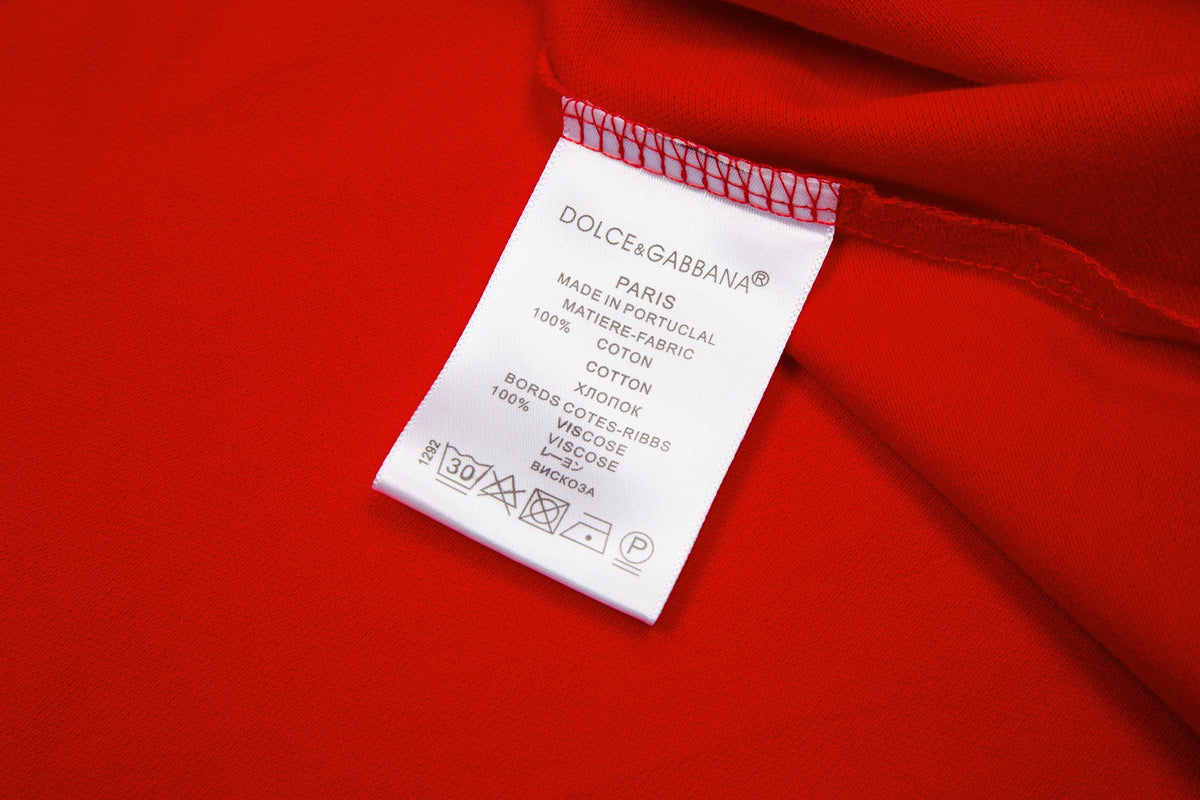 DOLCE&GABBANA®
PARIS
MADE IN PORTUCLAL
MATIERE-FABRIC
100%
COTON
COTTON
ХЛОПОК
BORDS COTES-RIBBS
100%
VISCOSE
VISCOSE
レーヨン
ВИСКОЗА
1292
30
P